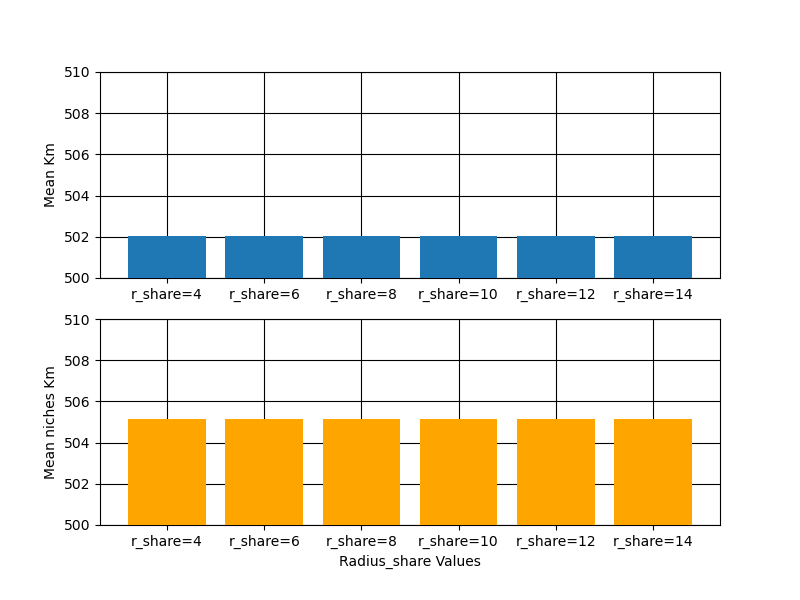 510
508
506
504
502
500
Mean Km
r_share=4 r_share=6 r_share=8 r_share=10 r_share=12 r_share=14
510
508
506
504
502
500
Mean niches Km
r_share=4 r_share=6 r_share=8 r_share=10 r_share=12 r_share=14
Radius_share Values